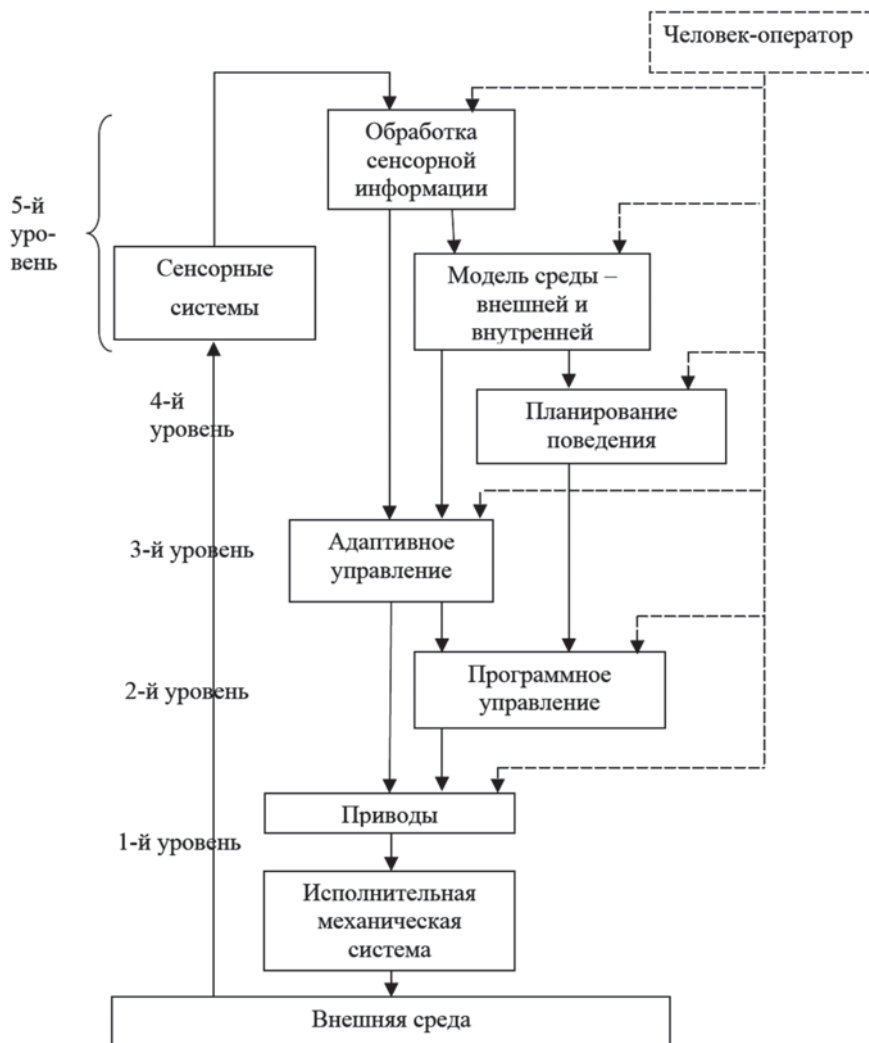 Человек-оператор
Обработка
сенсорной
информации
5-й
уро-
вень
Сенсорные
системы
Модель среды –
внешней и
внутренней
4-й
уровень
Планирование
поведения
3-й уровень
Адаптивное
управление
2-й уровень
Программное
управление
Приводы
1-й уровень
Исполнительная
механическая
система
Внешняя среда